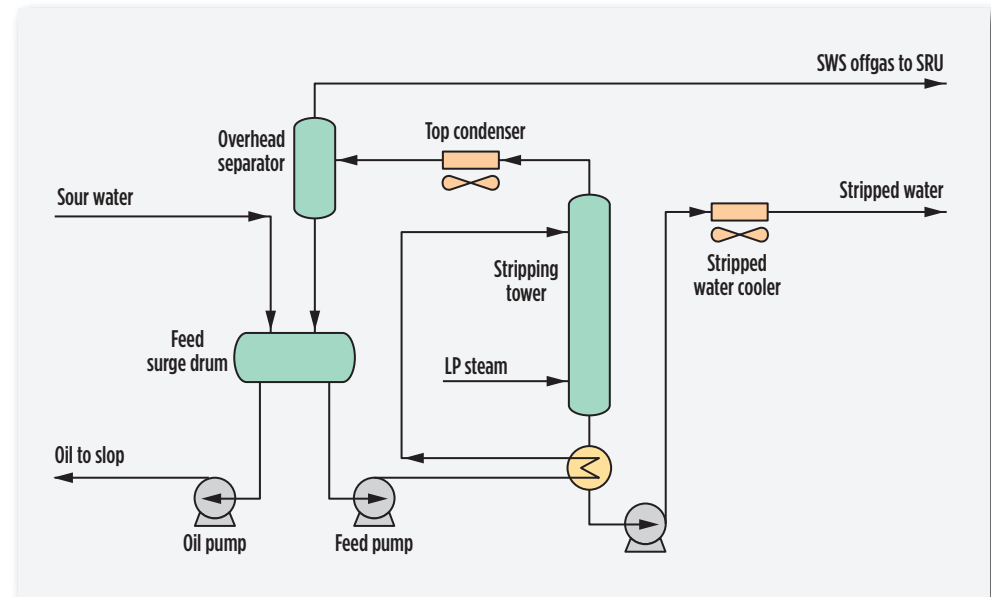 SWS offgas to SRU
Overhead
separator
Top condenser
Sour water
Stripped water
Stripping
tower
Stripped
water cooler
Feed
surge drum
LP steam
Oil to slop
Oil pump
Feed pump